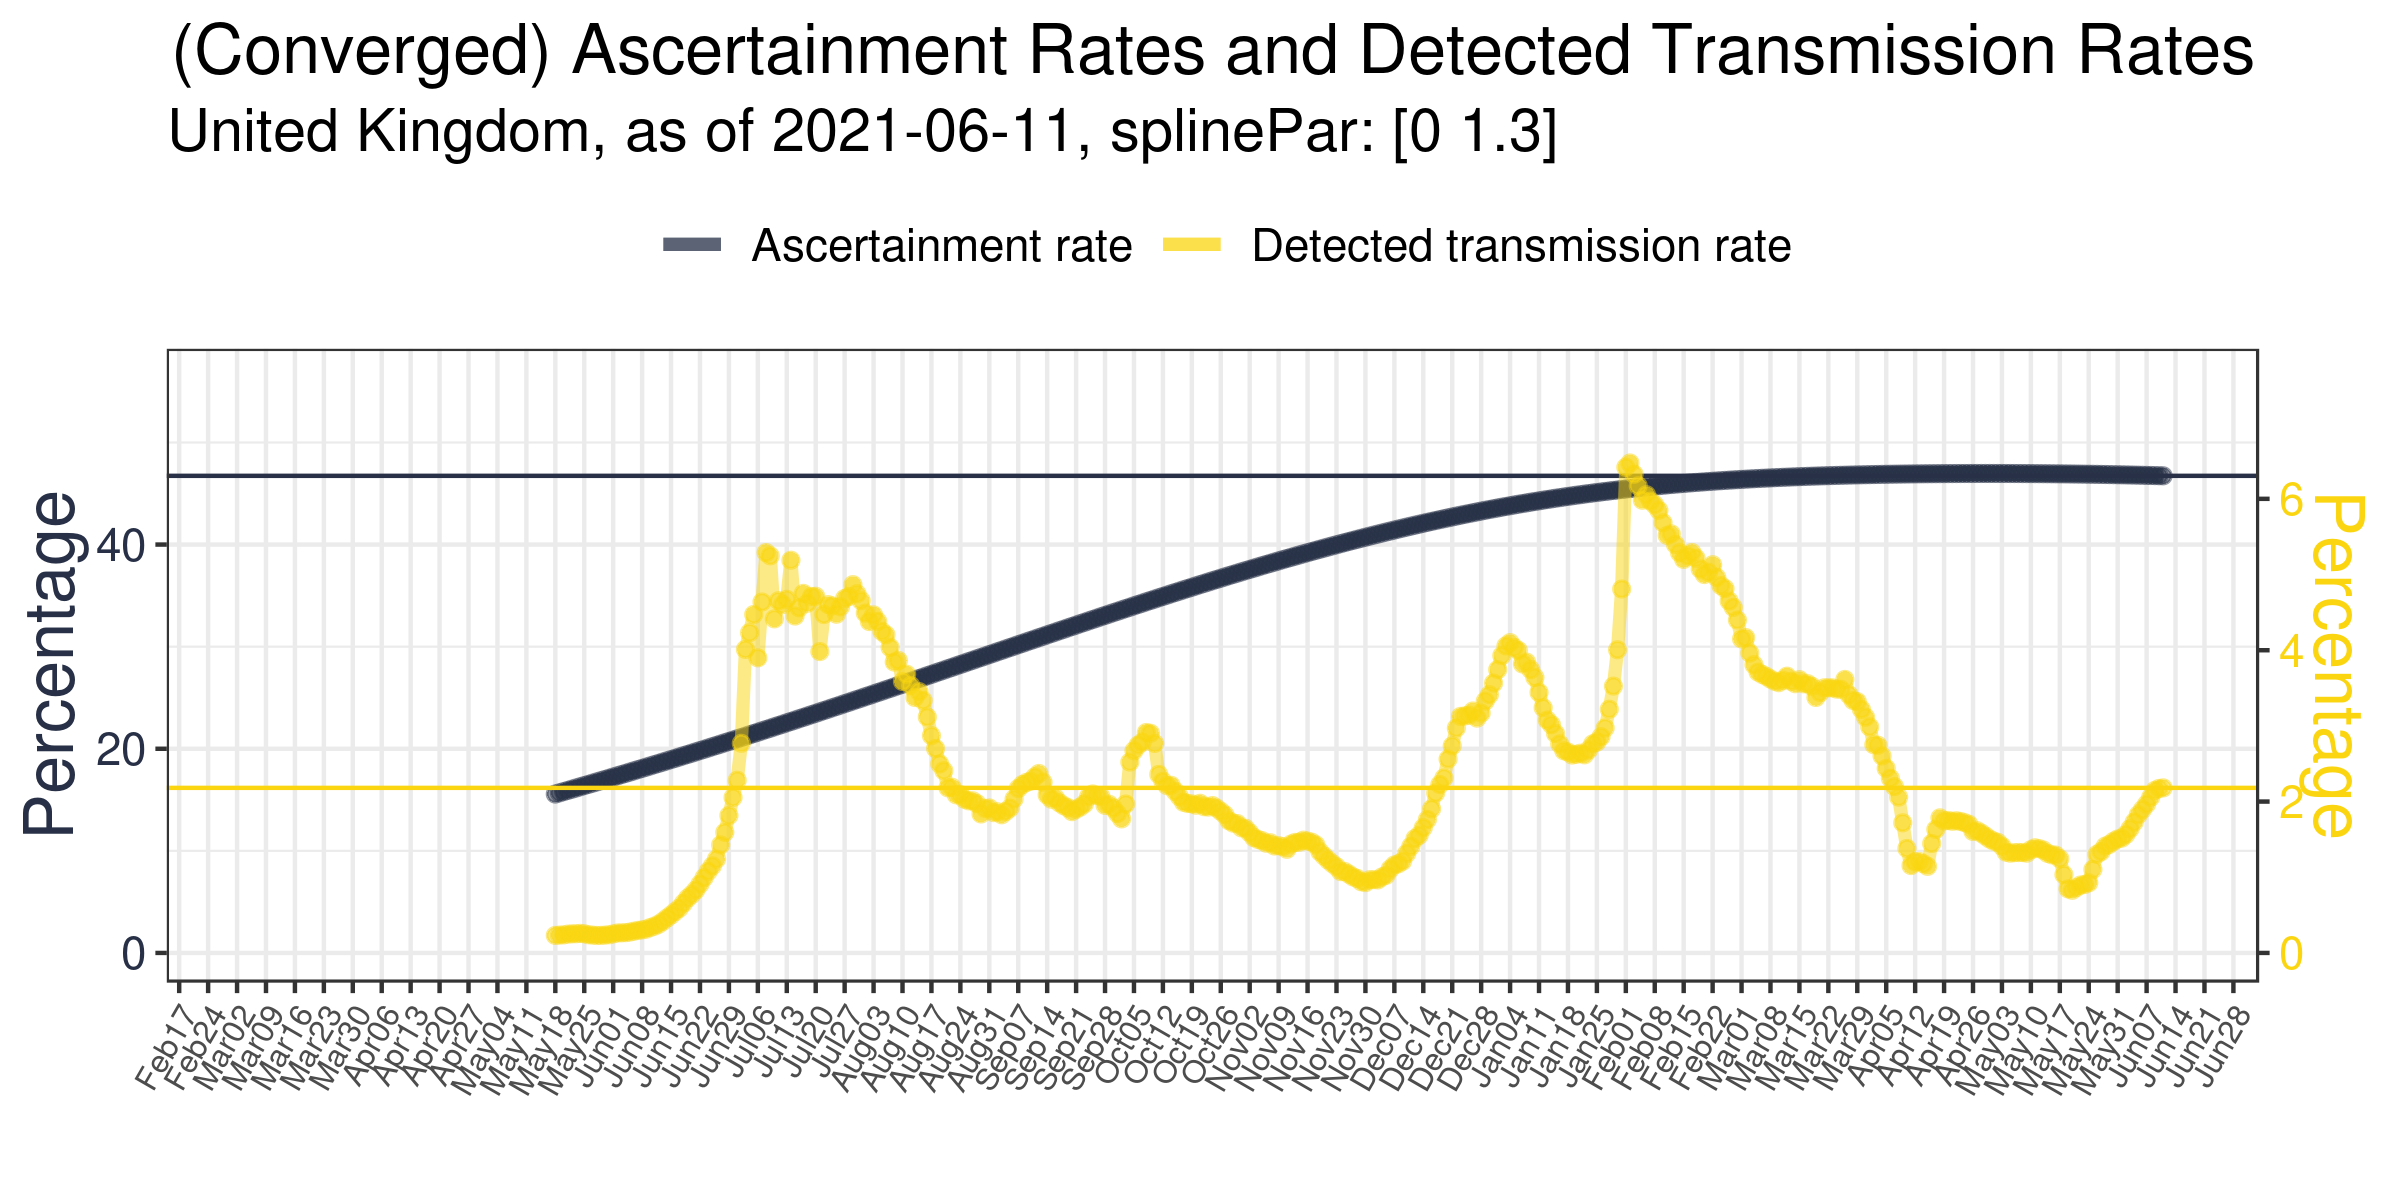 (Converged) Ascertainment Rates and Detected Transmission Rates
United Kingdom, as of 2021-06-11, splinePar: [0 1.3]
Ascertainment rate
Detected transmission rate
Percentage
40
20
0
6
4
2
0
Percentage
Feb17
Feb24
Mar02
Mar09
Mar16
Mar23
Mar30
Apr06
Apr13
Apr20
Apr27
May04
May11
May18
May25
Jun01
Jun08
Jun15
Jun22
Jun29
Jul06
Jul13
Jul20
Jul27
Aug03
Aug10
Aug17
Aug24
Aug31
Sep07
Sep14
Sep21
Sep28
Oct05
Oct12
Oct19
Oct26
Nov02
Nov09
Nov16
Nov23
Nov30
Dec07
Dec14
Dec21
Dec28
Jan04
Jan11
Jan18
Jan25
Feb01
Feb08
Feb15
Feb22
Mar01
Mar08
Mar15
Mar22
Mar29
Apr05
Apr12
Apr19
Apr26
May03
May10
May17
May24
May31
Jun07
Jun14
Jun21
Jun28